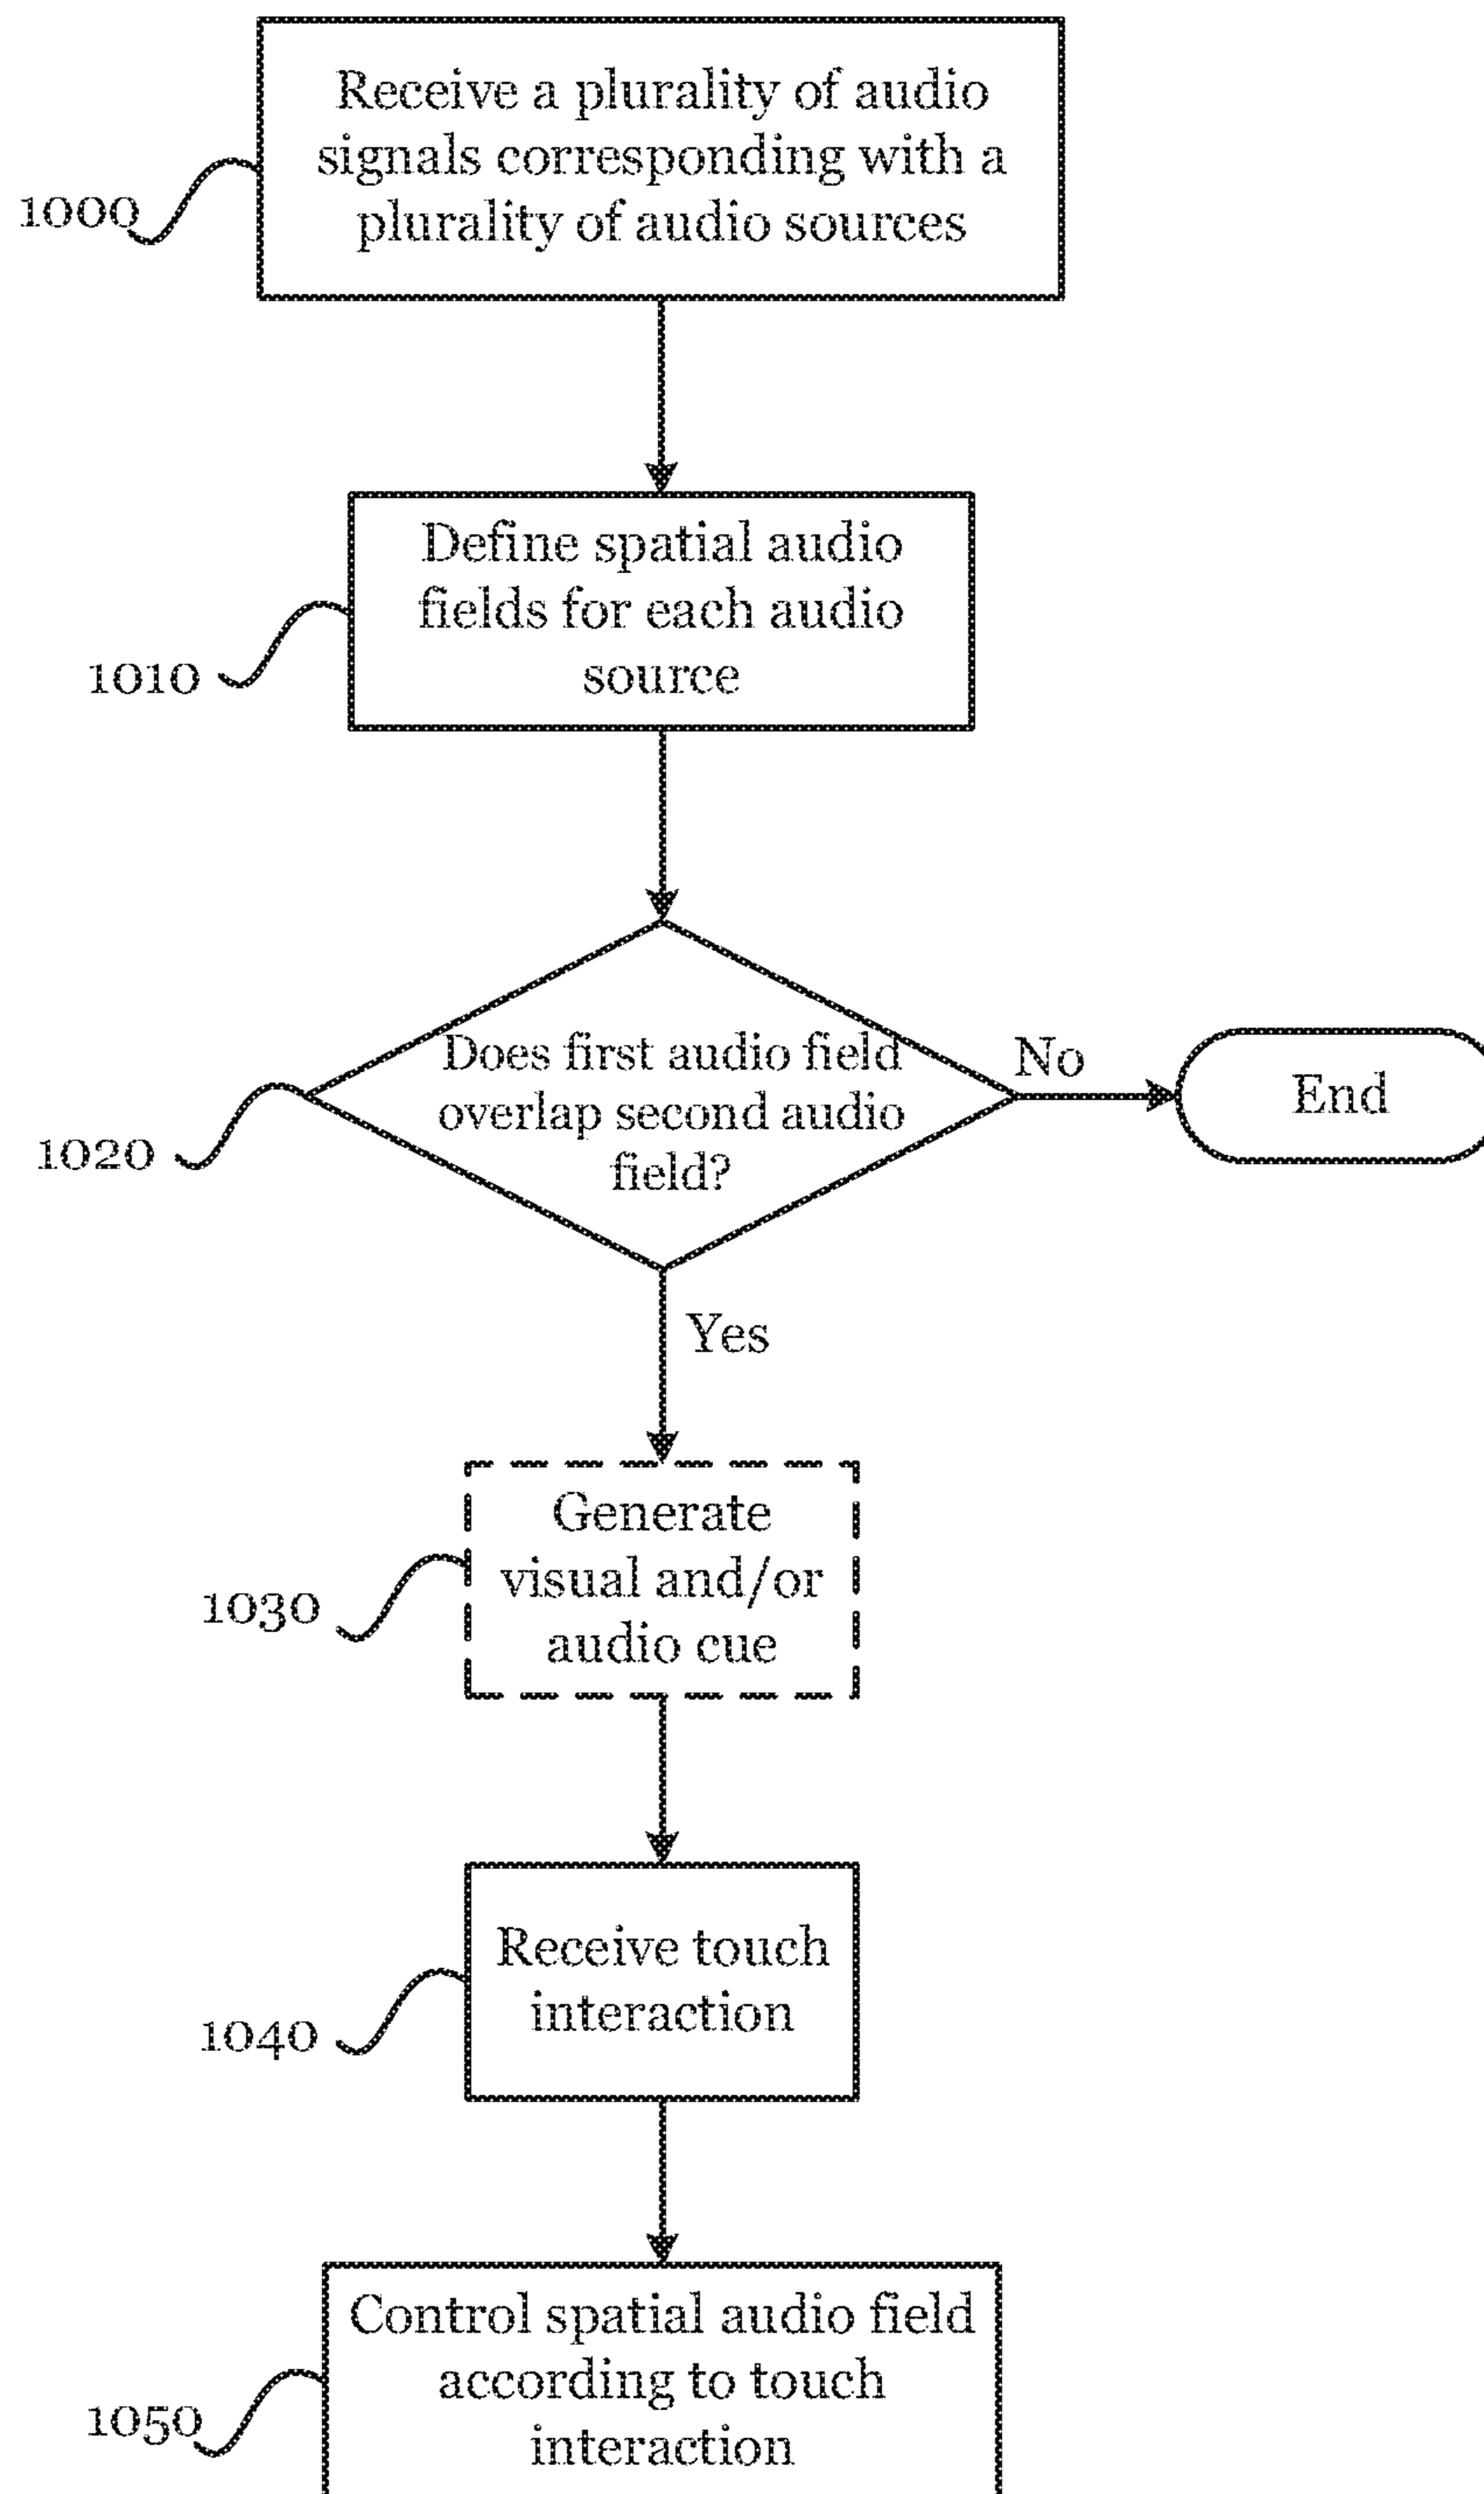 Receive a plurality of audio
signals corresponding with a
plurality of audio sources
1000
Define spatial audio
fields for each audio
source
1010
Does first audio field
overlap second audio
field?
1020
No
End
Yes
Generate
visual and/or
audio cue
1030
Receive touch
interaction
1040
Control spatial audio field
according to touch
interaction
1050